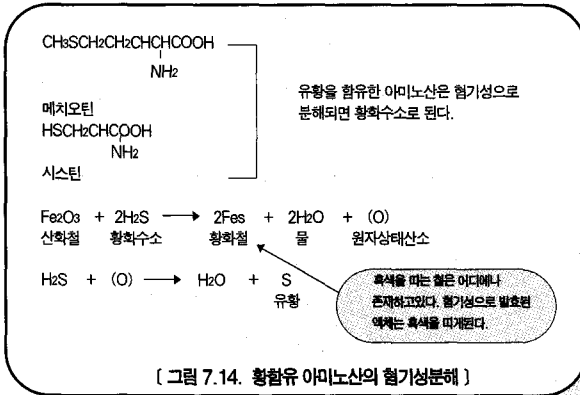 CH3SCH2CH2CHCHCOOH
NH2
메치오틴
HSCH2CHCOOH
NH2
시스틴
유황을 함유한 아미노산은 혐기성으로
분해되면 황화수소로 된다.
Fe2O3 + 2H2S → 2Fes + 2H2O + (O)
산화철 황화수소 황화철 물 원자상태산소
H2S + (O) → H2O + S
유황
흑색을 띠는 철은 어디에나
존재하고있다. 혐기성으로 발효된
액체는 흑색을 띠게된다.
[ 그림 7.14. 황함유 아미노산의 혐기성분해 ]